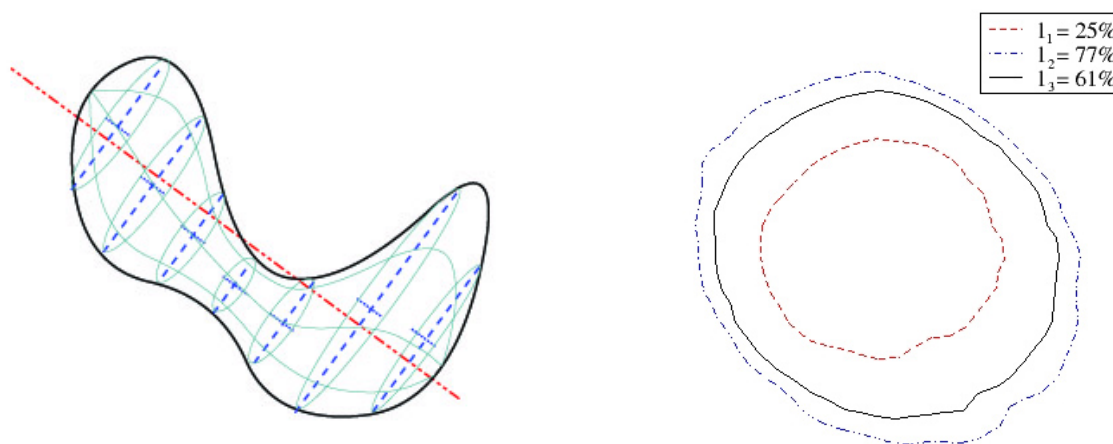 l₁ = 25%
l₂ = 77%
l₃ = 61%